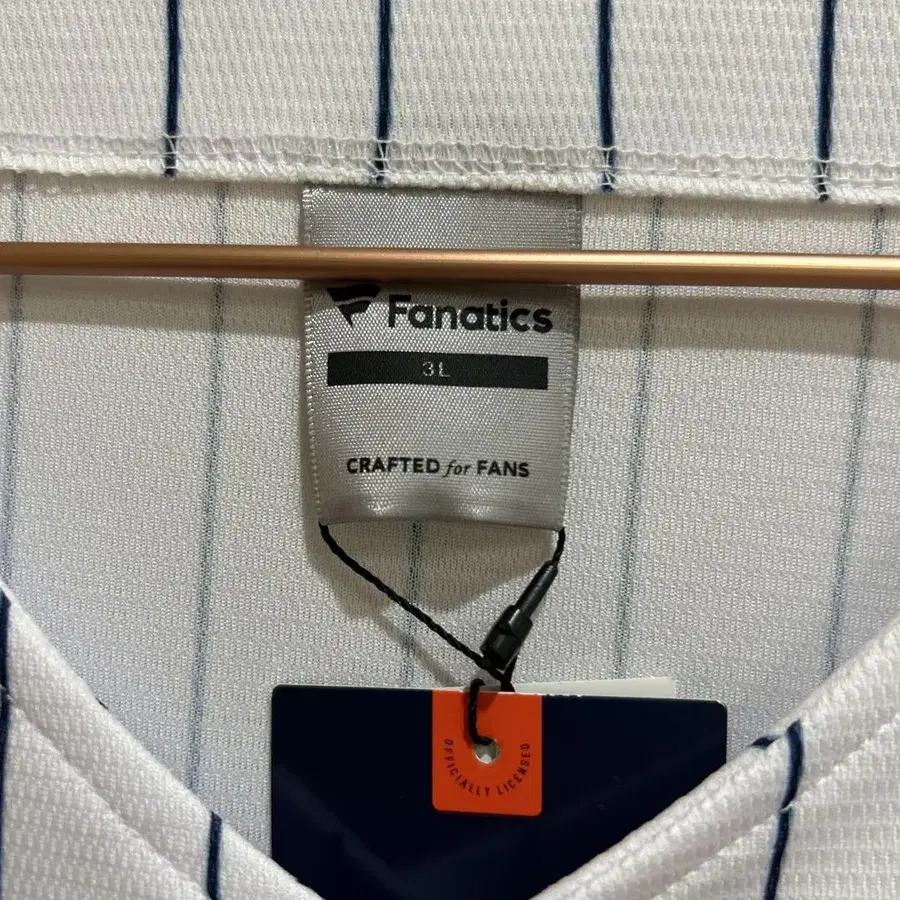 Fanatics
3L
CRAFTED for FANS
OFFICIALLY LICENSED